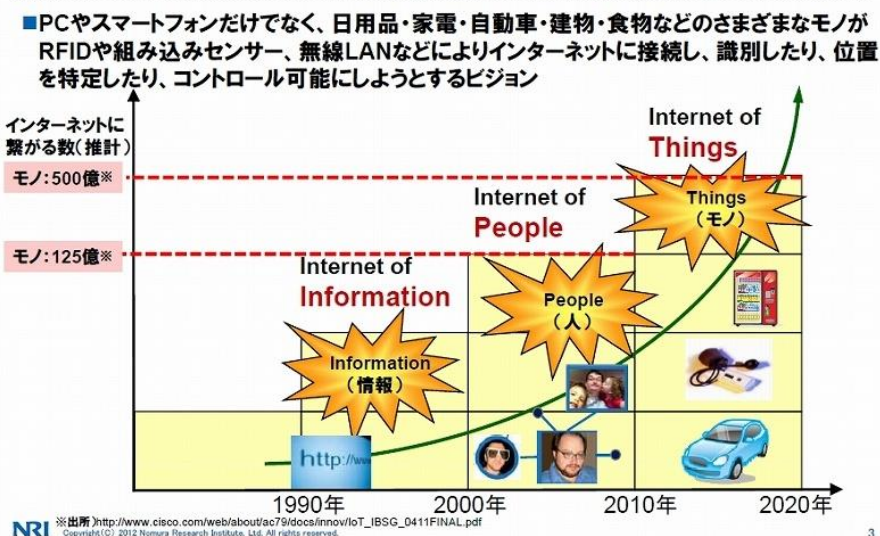 ■PCやスマートフォンだけでなく、日用品・家電・自動車・建物・食物などのさまざまなモノが
RFIDや組み込みセンサー、無線LANなどによりインターネットに接続し、識別したり、位置
を特定したり、コントロール可能にしようとするビジョン
インターネットに
繋がる数(推計)
Internet of
Things
モノ:500億※
Things
(モノ)
Internet of
People
モノ:125億※
Internet of
Information
People
(人)
Information
(情報)
http://ww
1990年
2000年
2010年
2020年
※出所)http://www.cisco.com/web/about/ac79/docs/innov/IoT_IBSG_0411FINAL.pdf
NRI
Copyright(C) 2012 Nomura Research Institute, Ltd. All rights reserved.
3